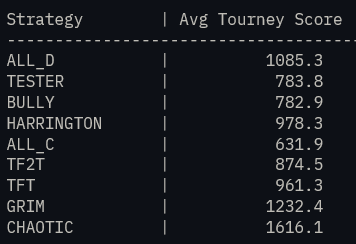 Strategy | Avg Tourney Score
------------------------------------
ALL_D | 1085.3
TESTER | 783.8
BULLY | 782.9
HARRINGTON | 978.3
ALL_C | 631.9
TF2T | 874.5
TFT | 961.3
GRIM | 1232.4
CHAOTIC | 1616.1